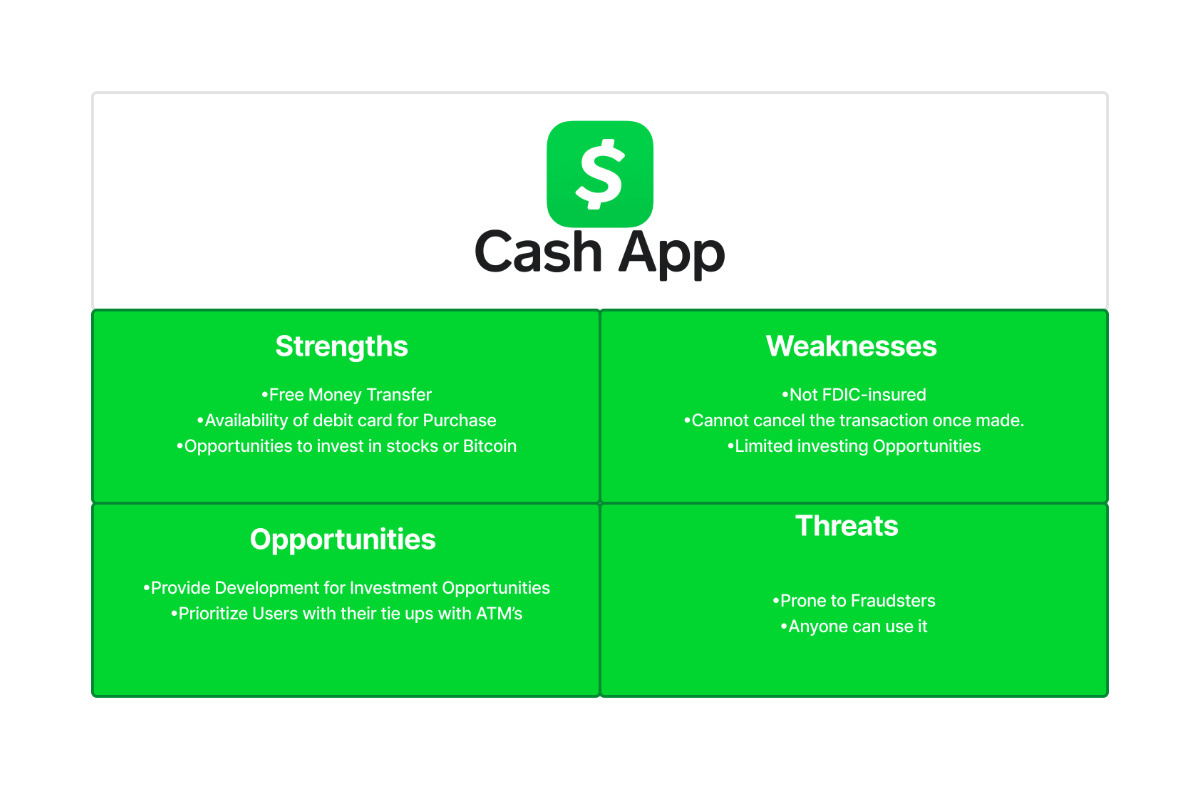 $
Cash App
Strengths
•Free Money Transfer
•Availability of debit card for Purchase
•Opportunities to invest in stocks or Bitcoin
Weaknesses
•Not FDIC-insured
•Cannot cancel the transaction once made.
•Limited investing Opportunities
Opportunities
•Provide Development for Investment Opportunities
•Prioritize Users with their tie ups with ATM’s
Threats
•Prone to Fraudsters
•Anyone can use it